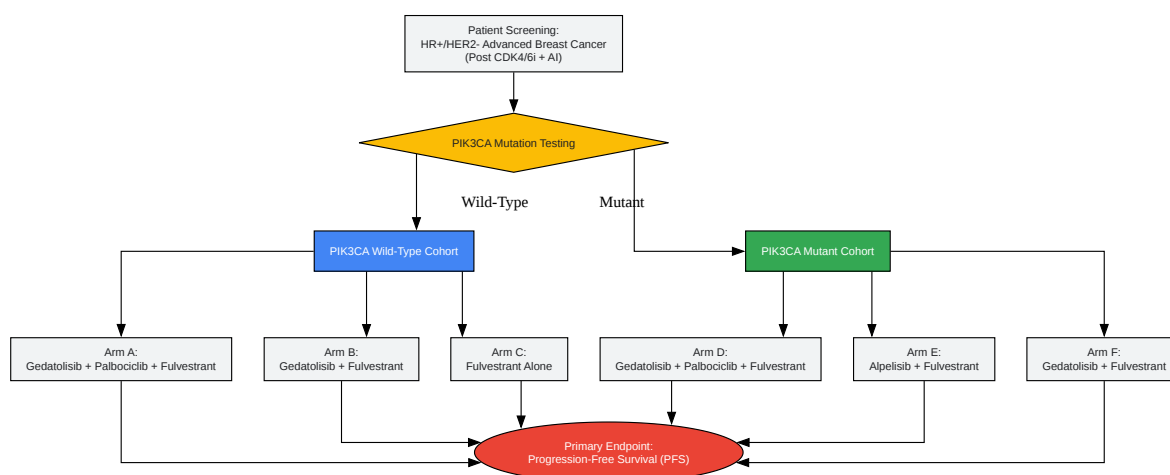 Patient Screening:
HR+/HER2- Advanced Breast Cancer
(Post CDK4/6i + AI)
PIK3CA Mutation Testing
Wild-Type
Mutant
PIK3CA Wild-Type Cohort
PIK3CA Mutant Cohort
Arm A:
Gedatolisib + Palbociclib + Fulvestrant
Arm B:
Gedatolisib + Fulvestrant
Arm C:
Fulvestrant Alone
Arm D:
Gedatolisib + Palbociclib + Fulvestrant
Arm E:
Alpelisib + Fulvestrant
Arm F:
Gedatolisib + Fulvestrant
Primary Endpoint:
Progression-Free Survival (PFS)